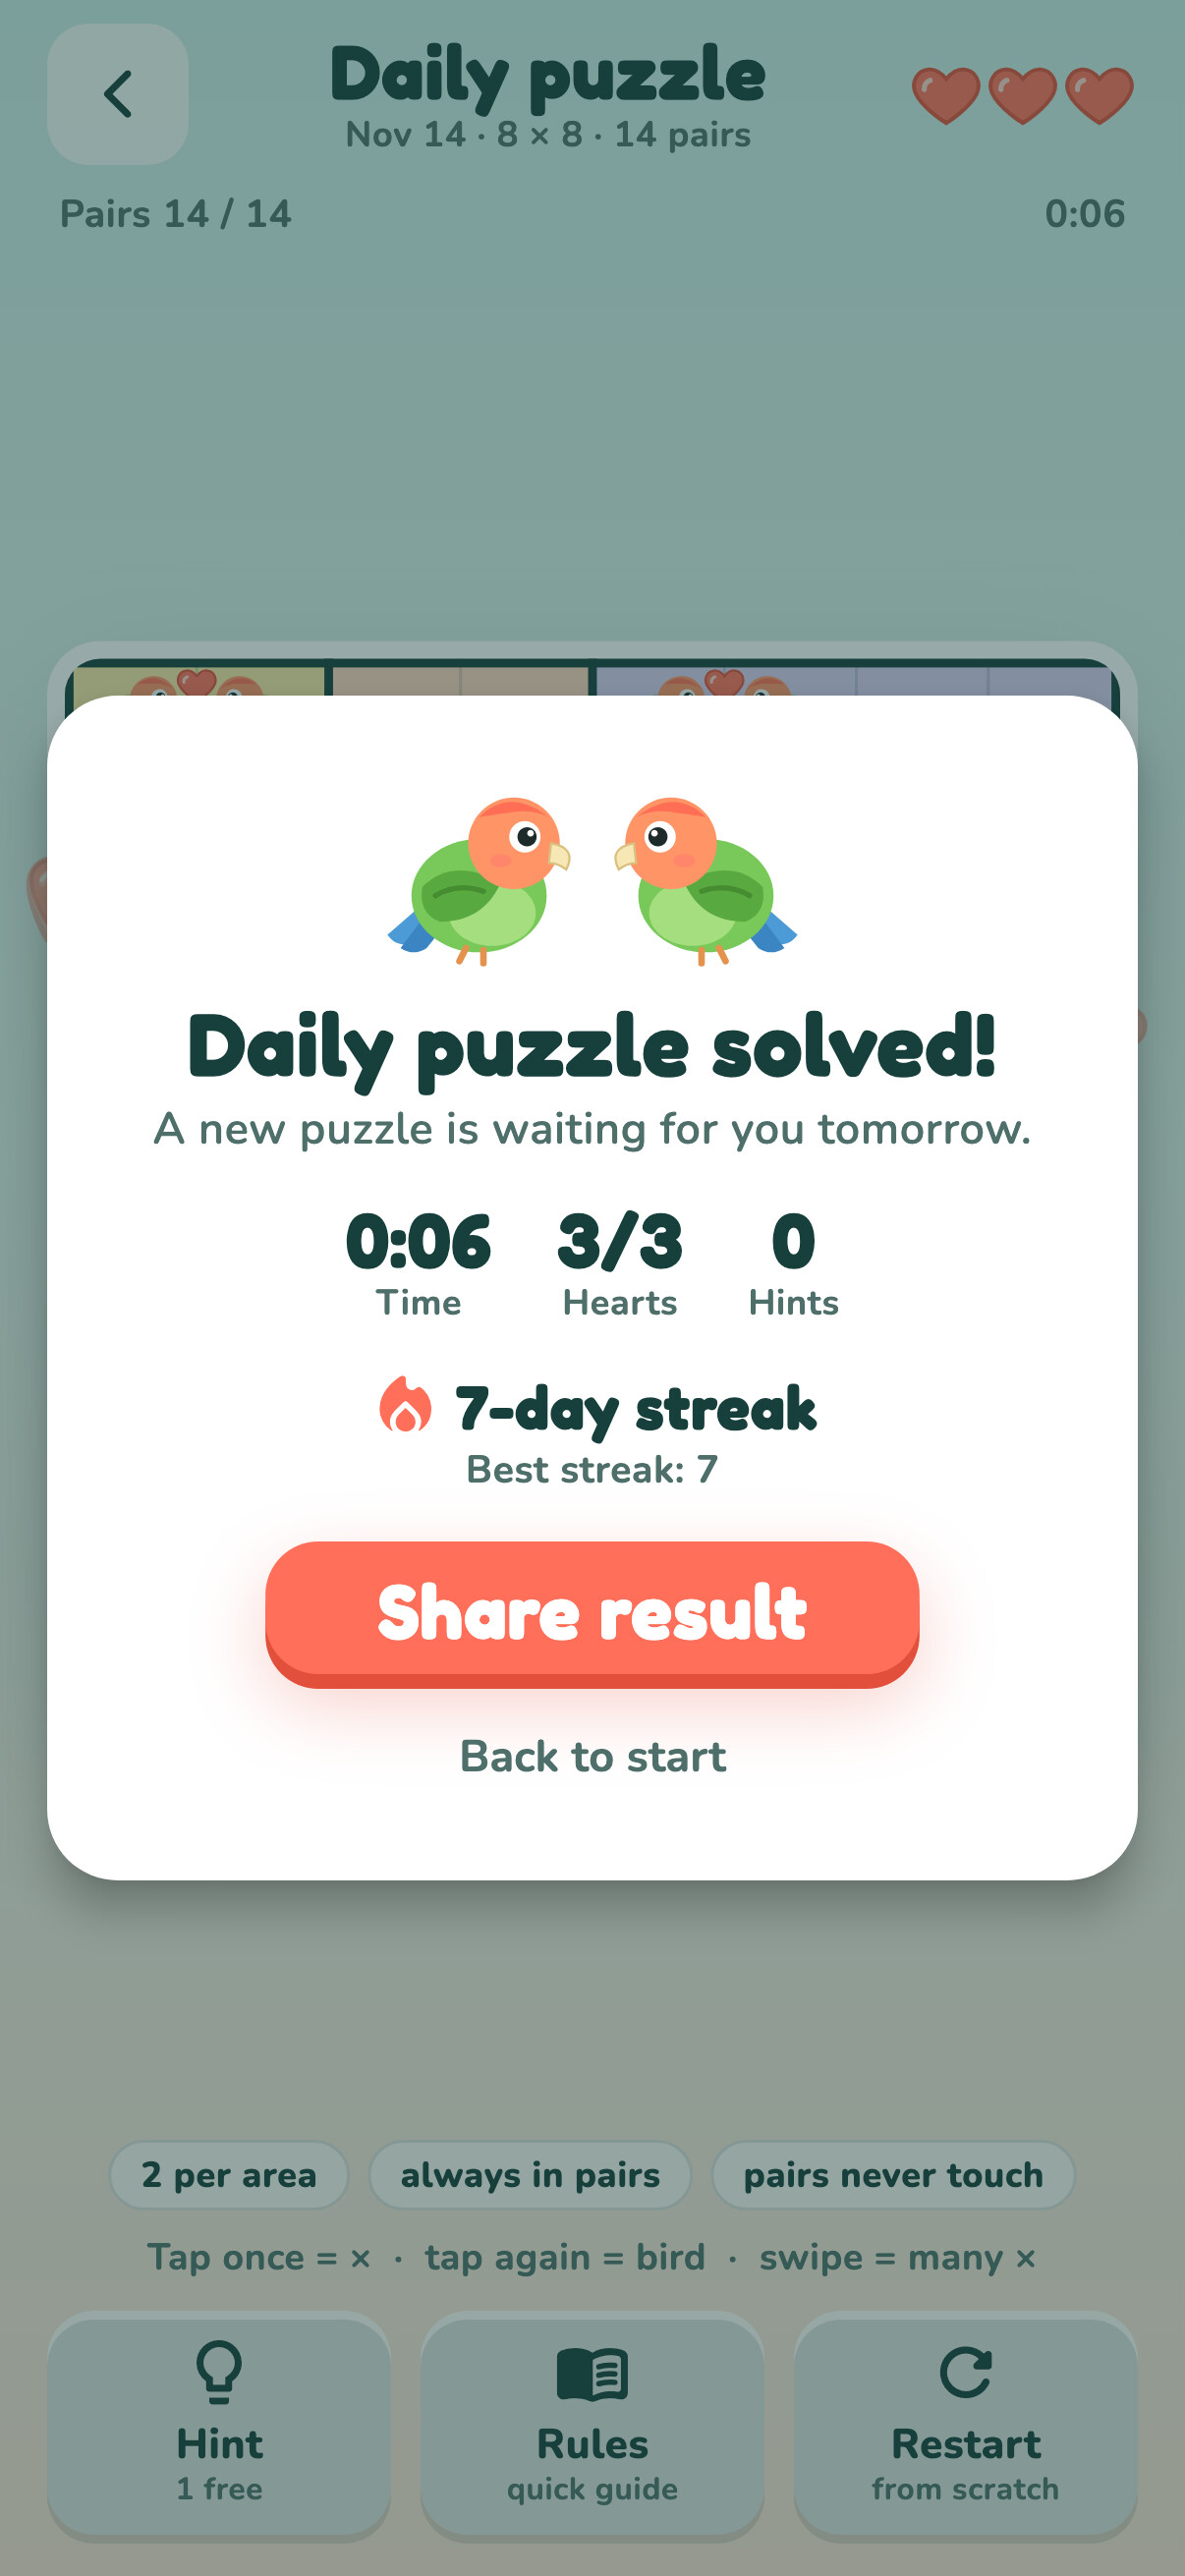 Daily puzzle
Nov 14 · 8 × 8 · 14 pairs
Pairs 14 / 14
0:06
Daily puzzle solved!
A new puzzle is waiting for you tomorrow.
0:06 3/3 0
Time Hearts Hints
7-day streak
Best streak: 7
Share result
Back to start
2 per area always in pairs pairs never touch
Tap once = × · tap again = bird · swipe = many ×
Hint Rules Restart
1 free quick guide from scratch